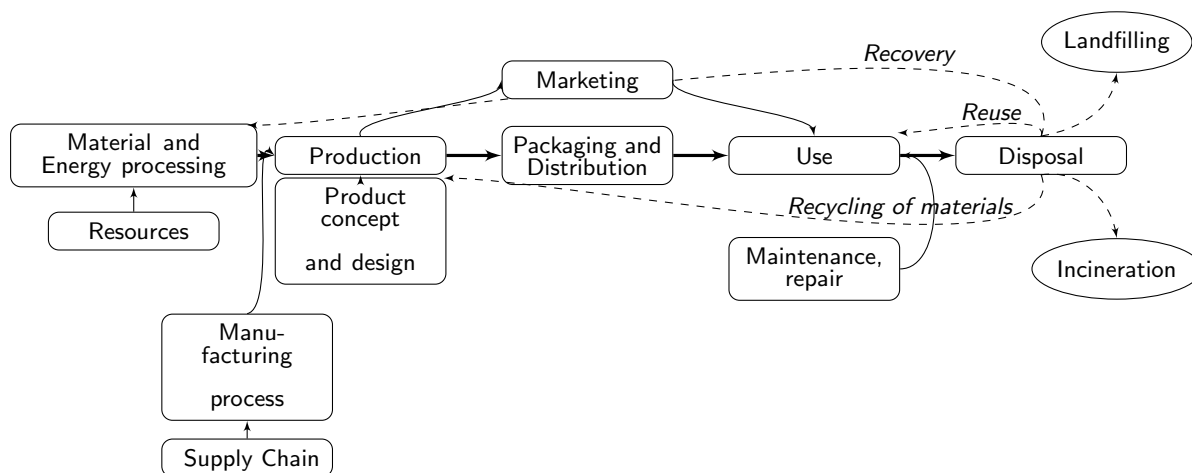 Landfilling
Recovery
Marketing
Reuse
Material and
Energy processing
Production
Packaging and
Distribution
Use
Disposal
Product
concept
and design
Recycling of materials
Resources
Maintenance,
repair
Incineration
Manu-
facturing
process
Supply Chain